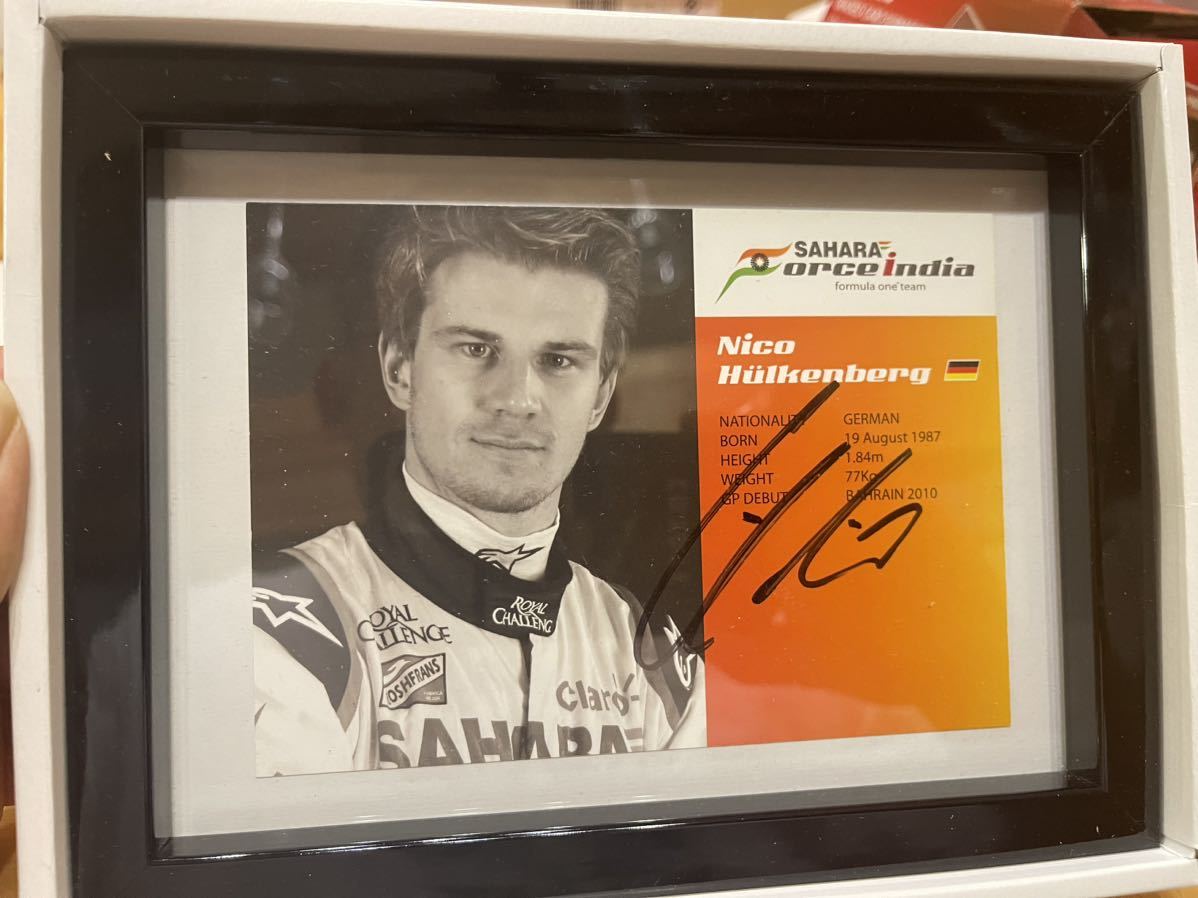 SAHARA
Force india
formula one team
Nico
Hülkenberg
NATIONALITY GERMAN
BORN 19 August 1987
HEIGHT 1.84m
WEIGHT 77Kg
GP DEBUT BAHRAIN 2010
ROYAL
CHALLENGE
ROYAL
CHALLENG
OSHFRANS
Claro
SAHARA